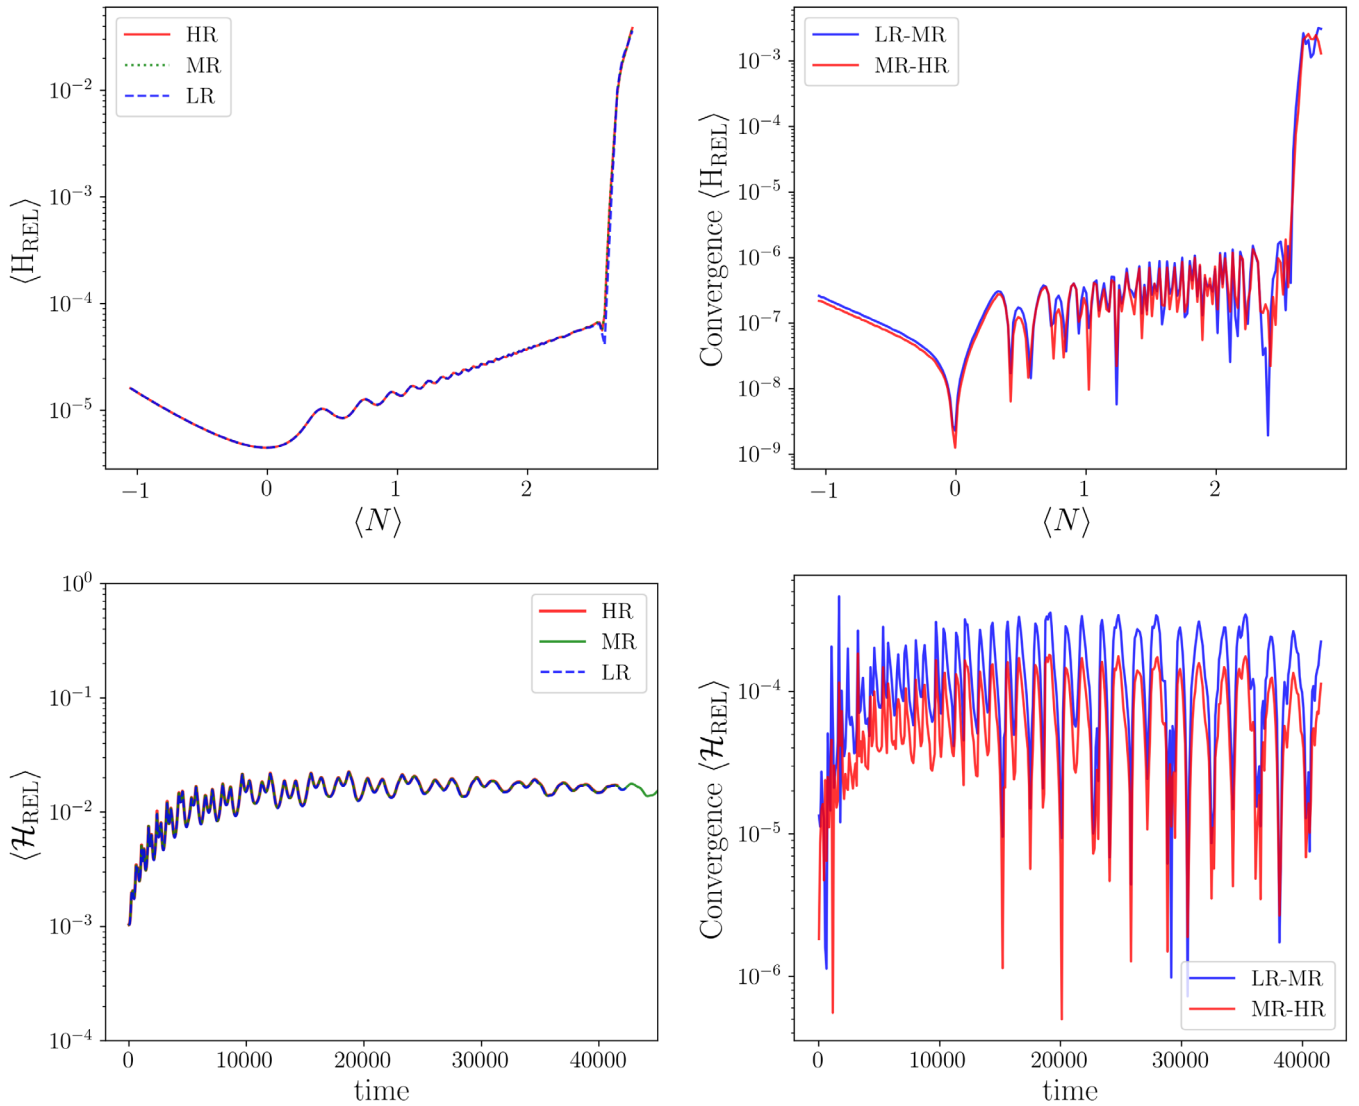 HR
MR
LR
10⁻²
10⁻³
10⁻⁴
10⁻⁵
⟨H_REL⟩
−1 0 1 2
⟨N⟩
LR-MR
MR-HR
10⁻³
10⁻⁴
10⁻⁵
10⁻⁶
10⁻⁷
10⁻⁸
10⁻⁹
Convergence ⟨H_REL⟩
−1 0 1 2
⟨N⟩
HR
MR
LR
10⁰
10⁻¹
10⁻²
10⁻³
10⁻⁴
⟨ℋ_REL⟩
0 10000 20000 30000 40000
time
10⁻⁴
10⁻⁵
10⁻⁶
Convergence ⟨ℋ_REL⟩
LR-MR
MR-HR
0 10000 20000 30000 40000
time